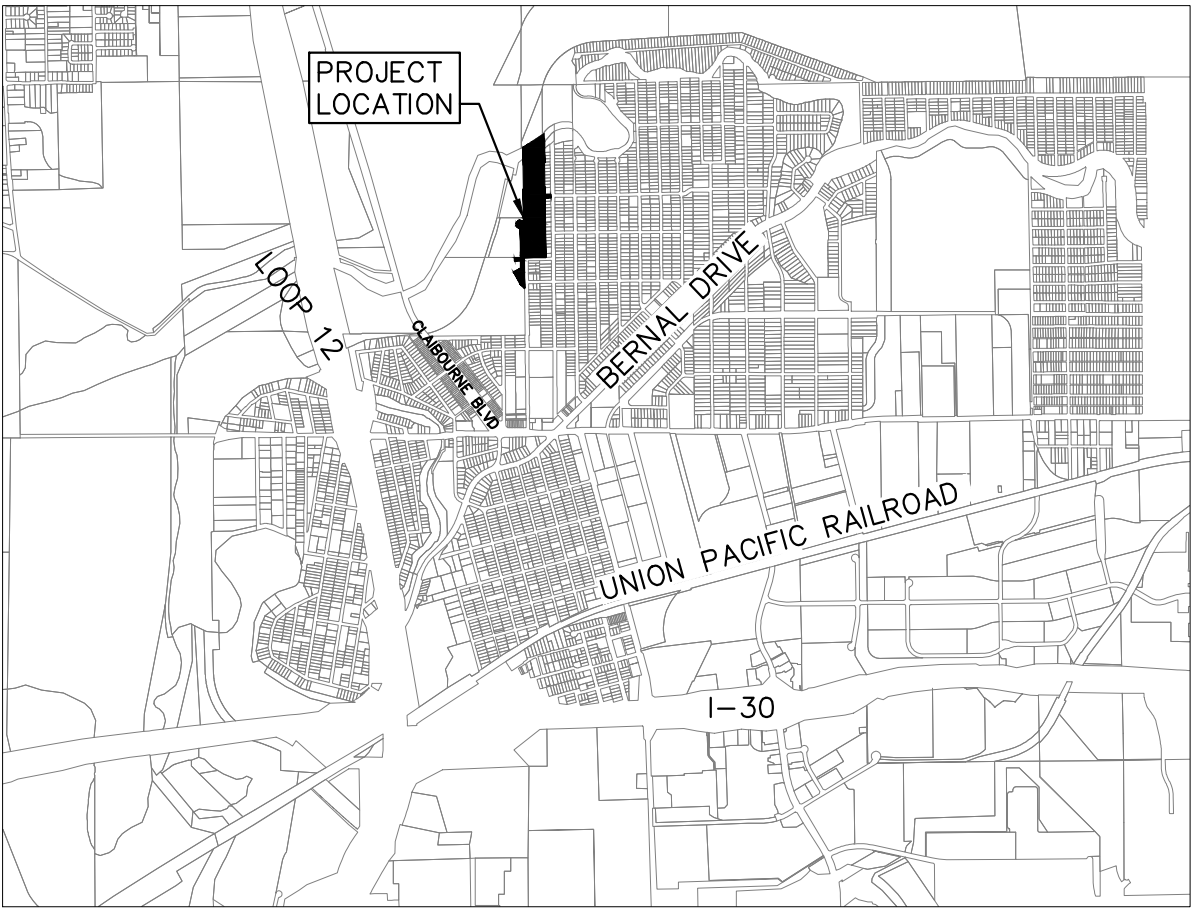 PROJECT
LOCATION
LOOP 12
CLAIBOURNE BLVD
BERNAL DRIVE
UNION PACIFIC RAILROAD
I-30